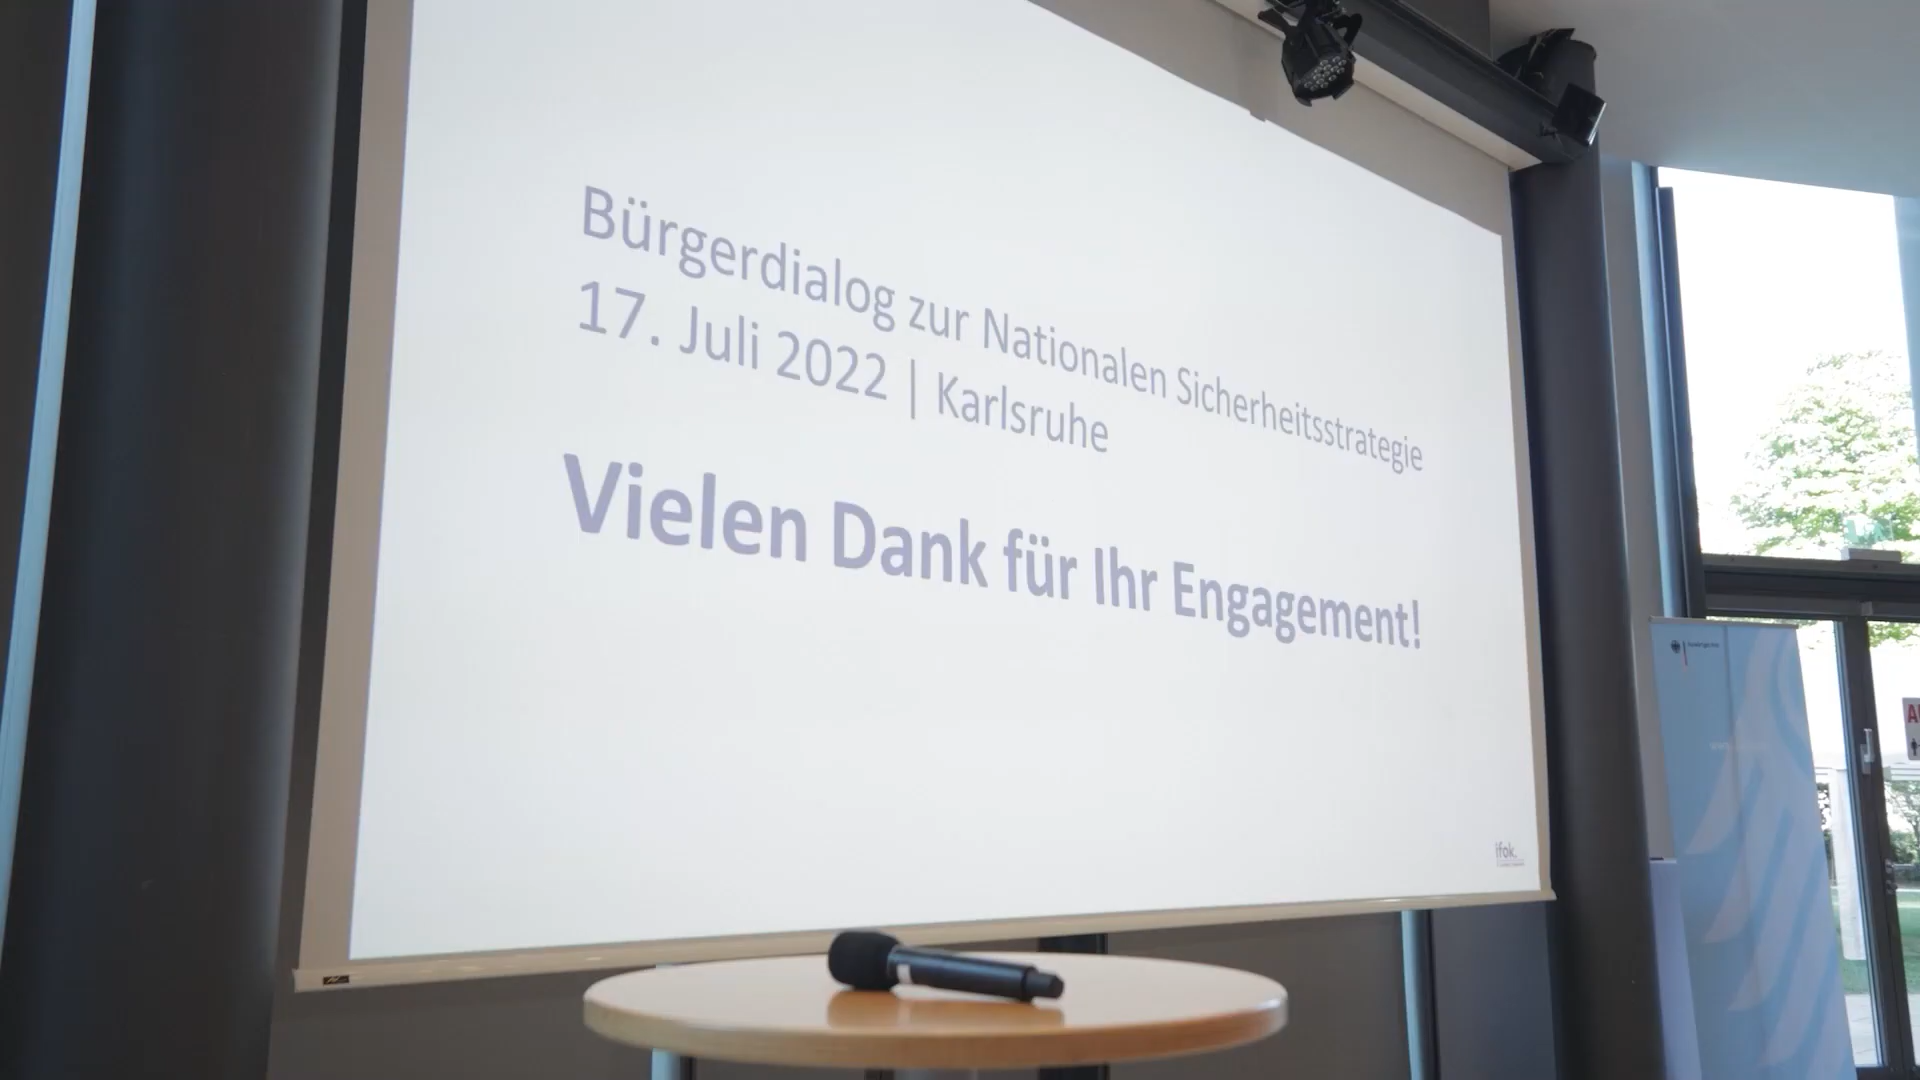 Bürgerdialog zur Nationalen Sicherheitsstrategie
17. Juli 2022 | Karlsruhe
Vielen Dank für Ihr Engagement!
ifok.